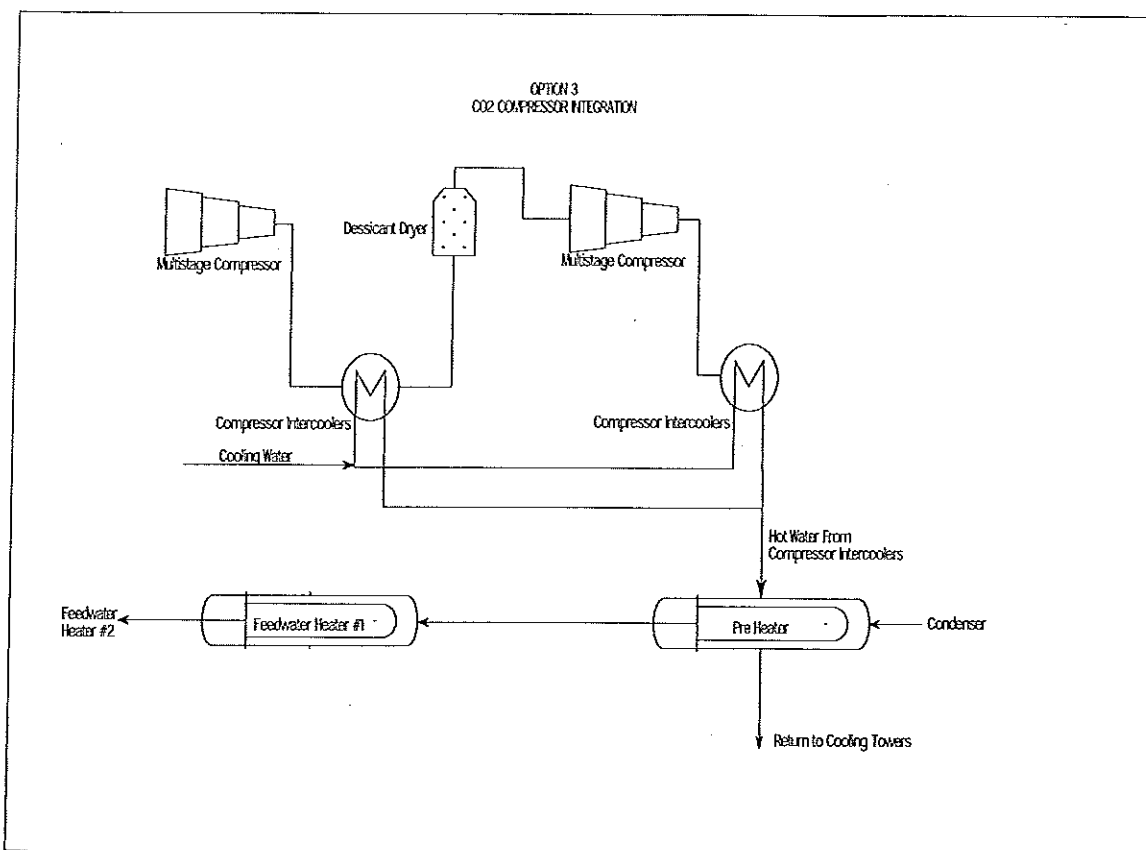 OPTION 3
CO2 COMPRESSOR INTEGRATION
Dessicant Dryer
Multistage Compressor
Multistage Compressor
Compressor Intercoolers
Compressor Intercoolers
Cooling Water
Hot Water From
Compressor Intercoolers
Feedwater
Heater #2
Feedwater Heater #1
Pre Heater
Condenser
Return to Cooling Towers